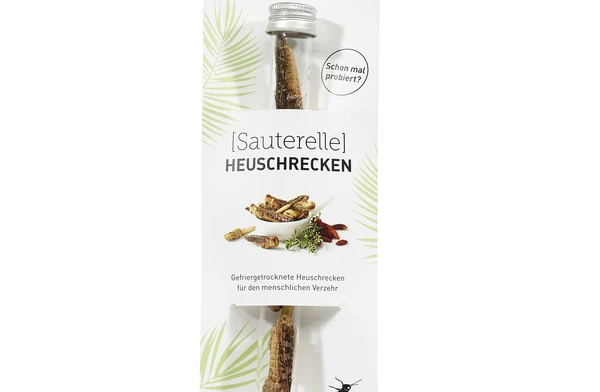 Schon mal
probiert?
[Sauterelle]
HEUSCHRECKEN
Gefriergetrocknete Heuschrecken
für den menschlichen Verzehr